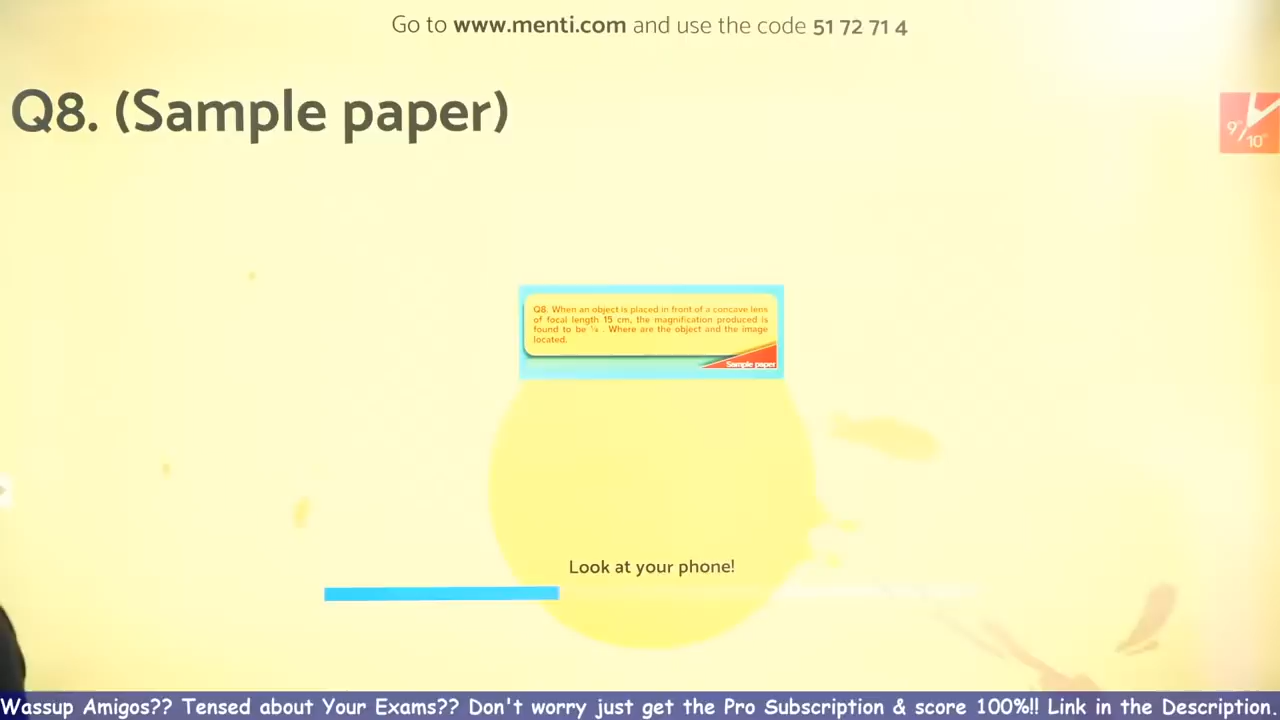 Go to www.menti.com and use the code 51 72 71 4
Q8. (Sample paper)
9th/10th
Q8. When an object is placed in front of a concave lens
of focal length 15 cm, the magnification produced is
found to be . Where are the object and the image
located.
Sample paper
Look at your phone!
Wassup Amigos?? Tensed about Your Exams?? Don't worry just get the Pro Subscription & score 100%!! Link in the Description.